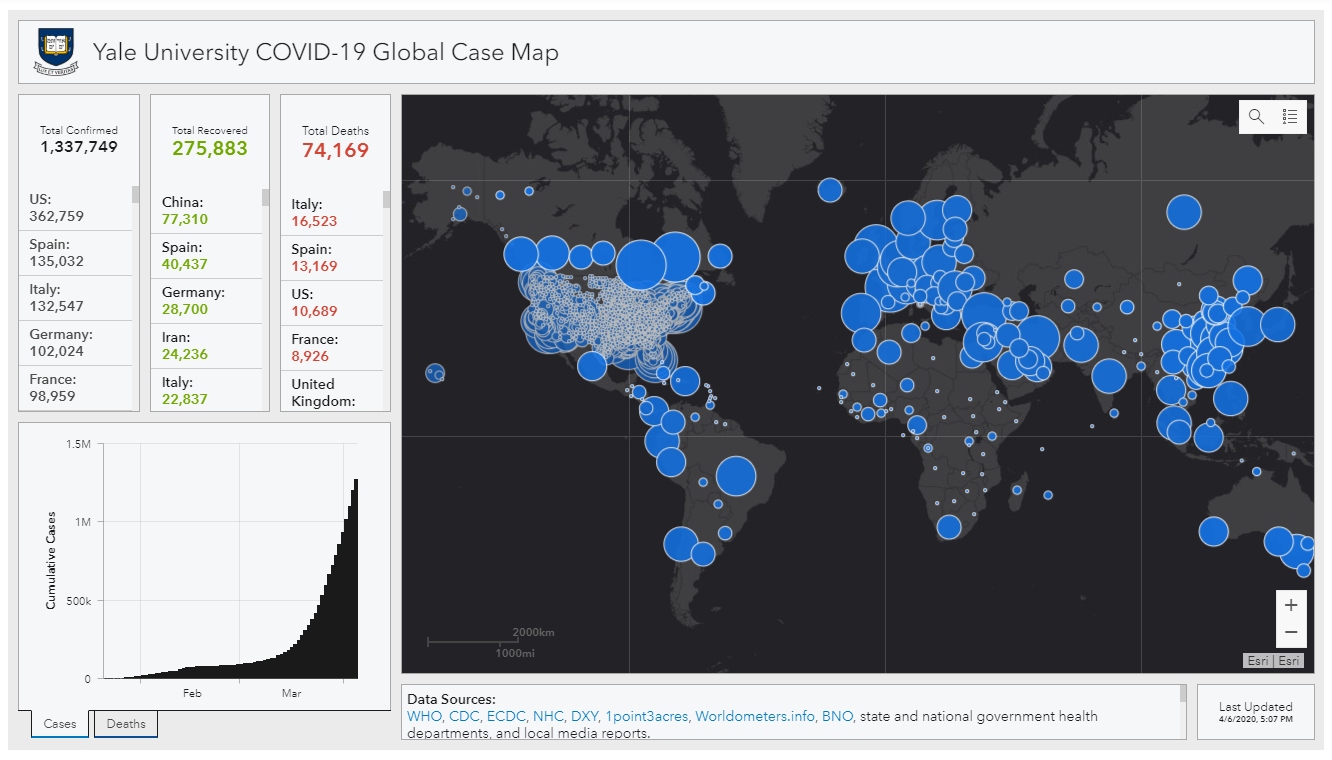 Yale University COVID-19 Global Case Map
Total Confirmed
1,337,749
US:
362,759
Spain:
135,032
Italy:
132,547
Germany:
102,024
France:
98,959
Total Recovered
275,883
China:
77,310
Spain:
40,437
Germany:
28,700
Iran:
24,236
Italy:
22,837
Total Deaths
74,169
Italy:
16,523
Spain:
13,169
US:
10,689
France:
8,926
United
Kingdom:
1.5M
1M
500k
0
Cumulative Cases
Feb
Mar
Cases
Deaths
2000km
1000mi
+
−
Esri | Esri
Data Sources:
WHO, CDC, ECDC, NHC, DXY, 1point3acres, Worldometers.info, BNO, state and national government health
departments, and local media reports.
Last Updated
4/6/2020, 5:07 PM